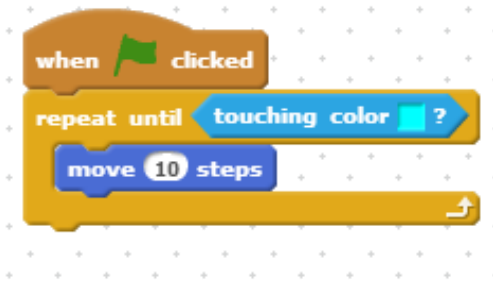 when clicked
repeat until touching color ?
move 10 steps